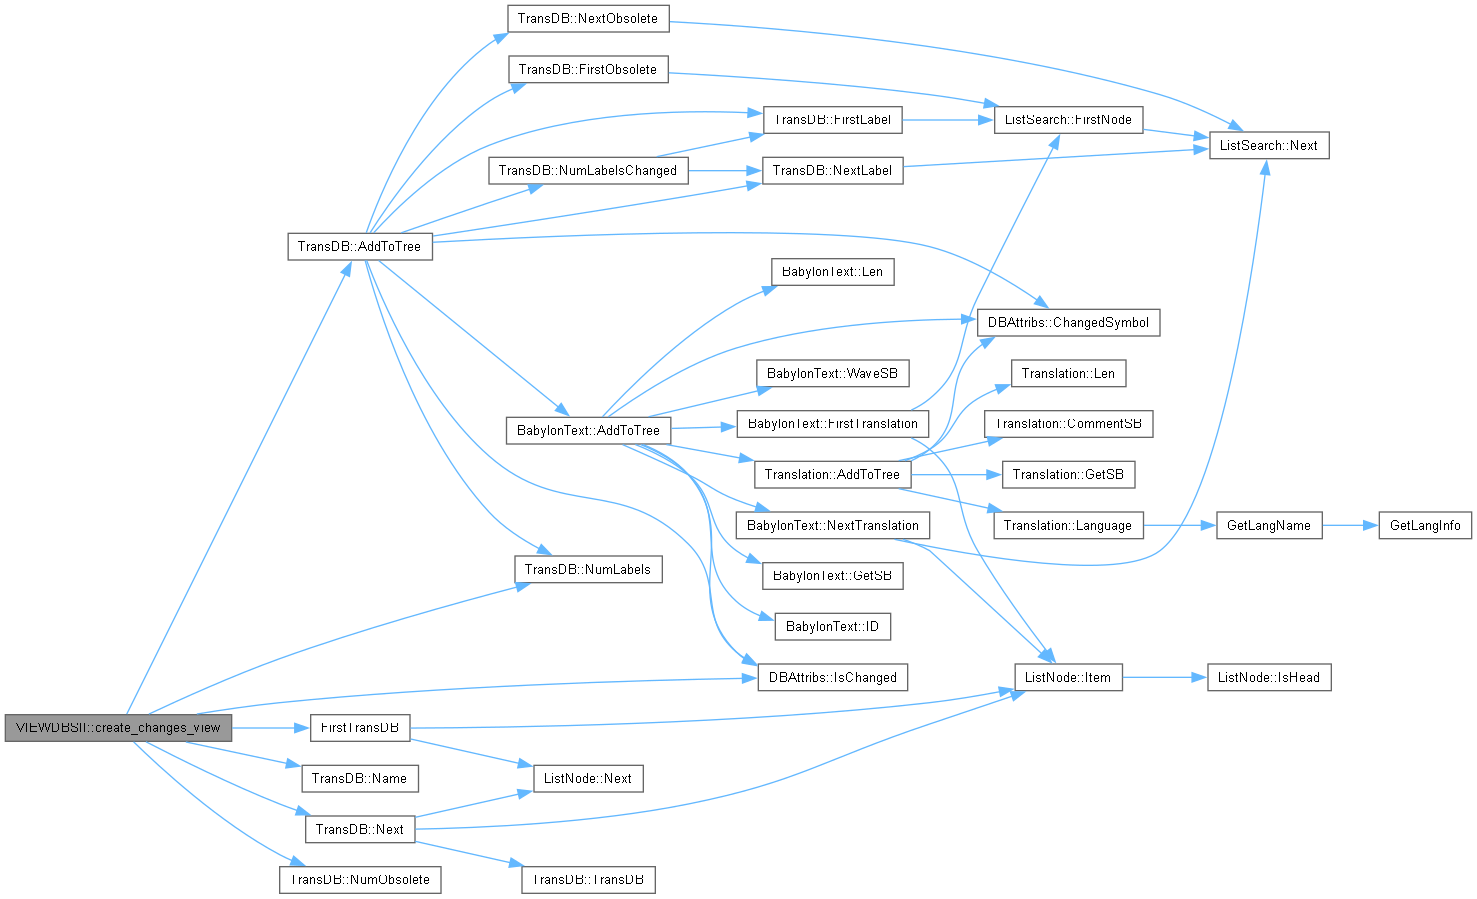 TransDB::NextObsolete
TransDB::FirstObsolete
TransDB::FirstLabel
ListSearch::FirstNode
ListSearch::Next
TransDB::NumLabelsChanged
TransDB::NextLabel
TransDB::AddToTree
BabylonText::Len
DBAttribs::ChangedSymbol
BabylonText::WaveSB
Translation::Len
BabylonText::AddToTree
BabylonText::FirstTranslation
Translation::CommentSB
Translation::AddToTree
Translation::GetSB
BabylonText::NextTranslation
Translation::Language
GetLangName
GetLangInfo
TransDB::NumLabels
BabylonText::GetSB
BabylonText::ID
DBAttribs::IsChanged
ListNode::Item
ListNode::IsHead
VIEWDBSII::create_changes_view
FirstTransDB
TransDB::Name
ListNode::Next
TransDB::Next
TransDB::NumObsolete
TransDB::TransDB